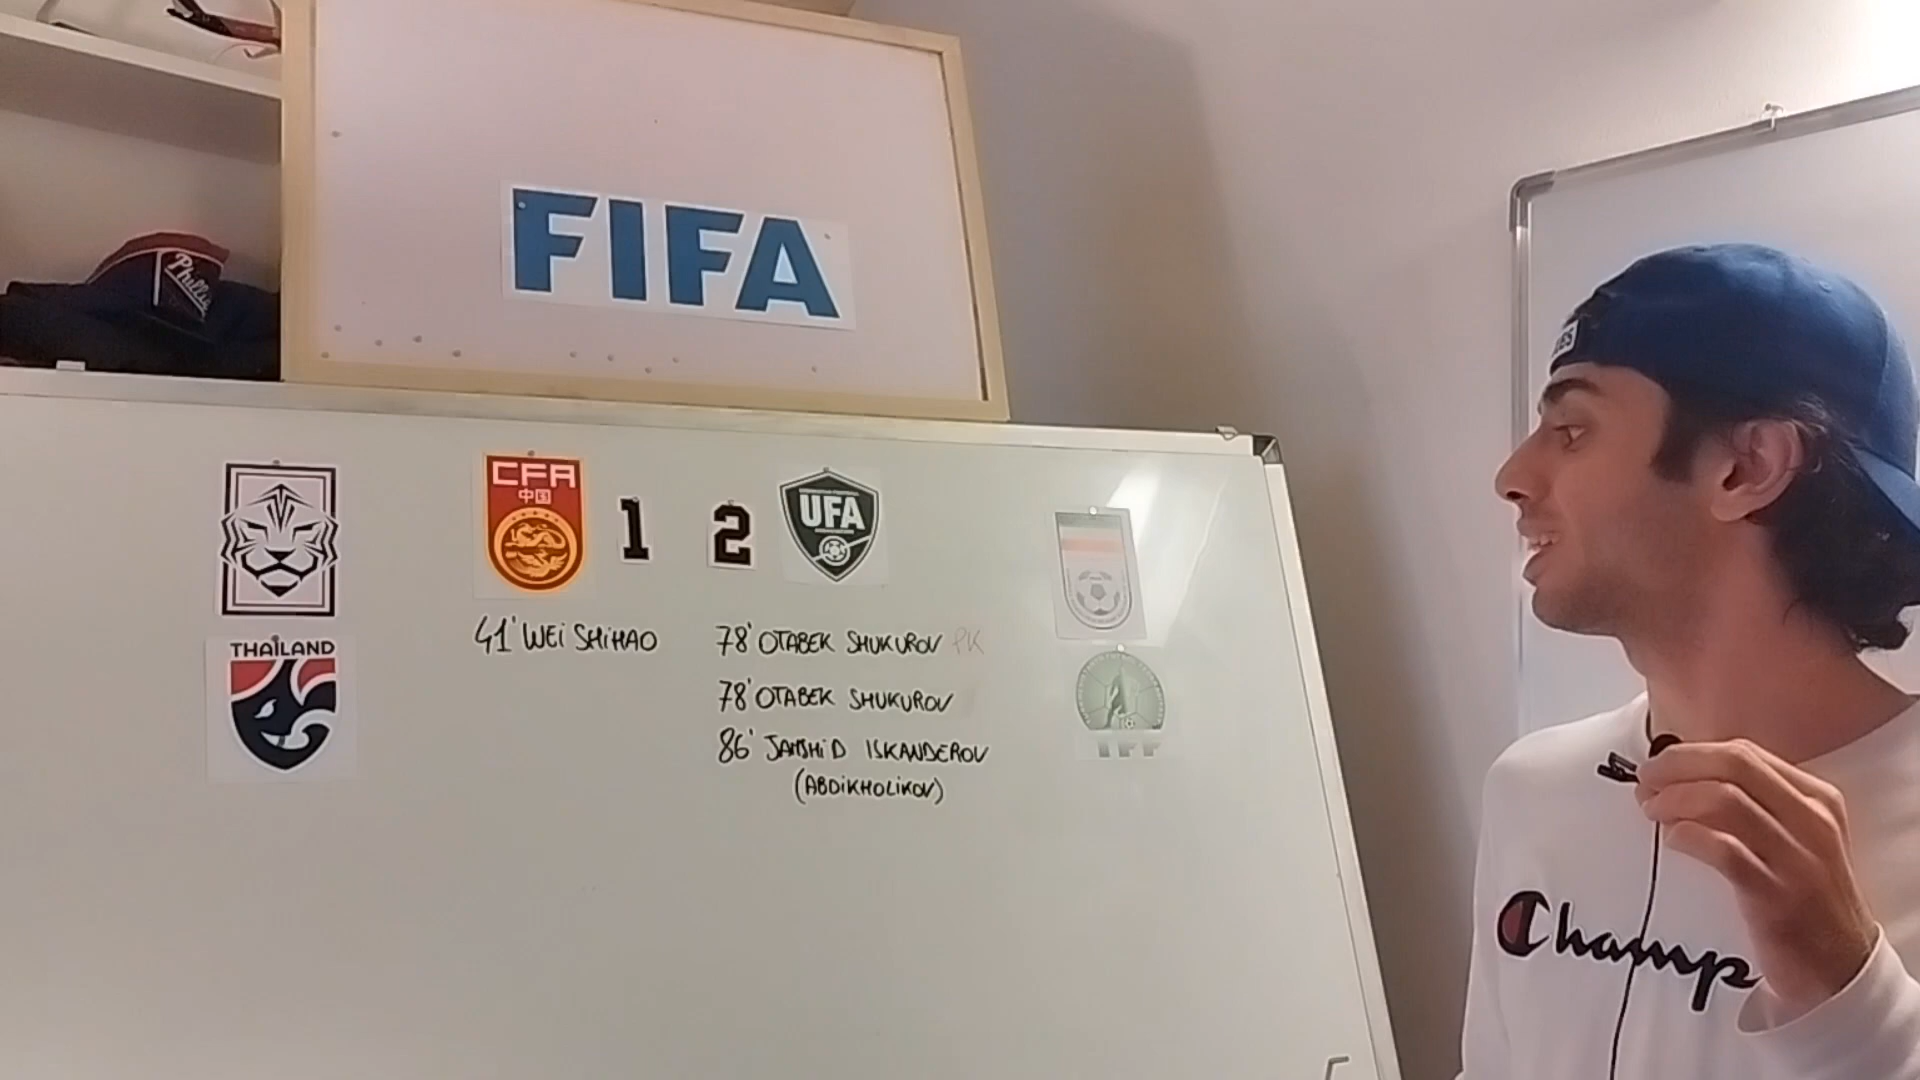 Phillies
FIFA
CFA
中国
1
2
UFA
THAILAND
41' WEI SHIHAO
78' OTABEK SHUKUROV PK
78' OTABEK SHUKUROV
86' JAMSHID ISKANDEROV
(ABDIKHOLIKOV)
Champ